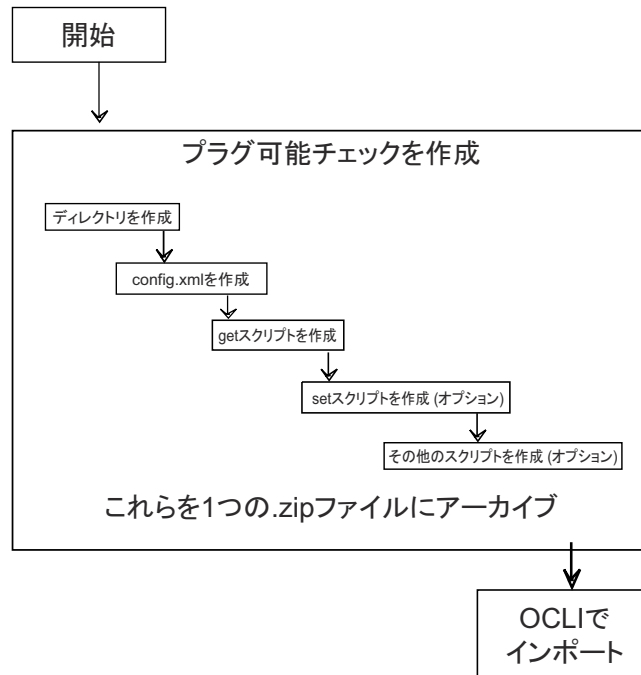 開始
プラグ可能チェックを作成
ディレクトリを作成
config.xmlを作成
getスクリプトを作成
setスクリプトを作成 (オプション)
その他のスクリプトを作成 (オプション)
これらを1つの.zipファイルにアーカイブ
OCLIで
インポート